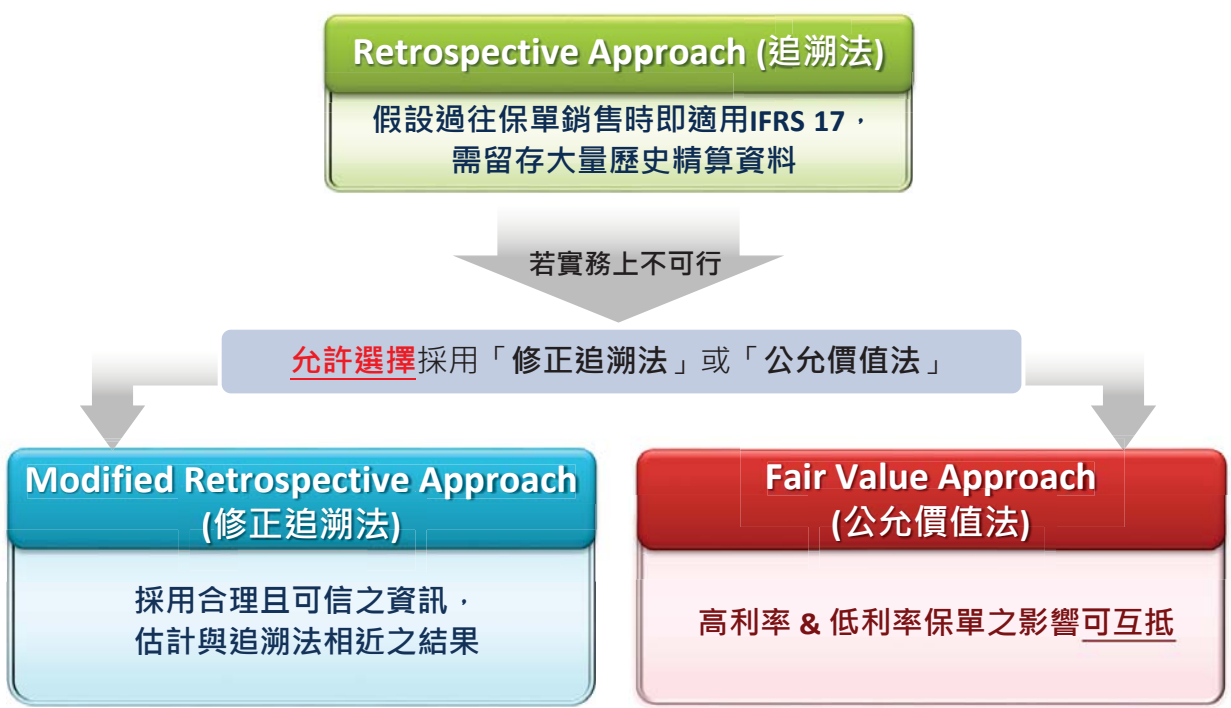 Retrospective Approach (追溯法)
假設過往保單銷售時即適用IFRS 17，
需留存大量歷史精算資料
若實務上不可行
允許選擇採用「修正追溯法」或「公允價值法」
Modified Retrospective Approach
(修正追溯法)
採用合理且可信之資訊，
估計與追溯法相近之結果
Fair Value Approach
(公允價值法)
高利率 & 低利率保單之影響可互抵